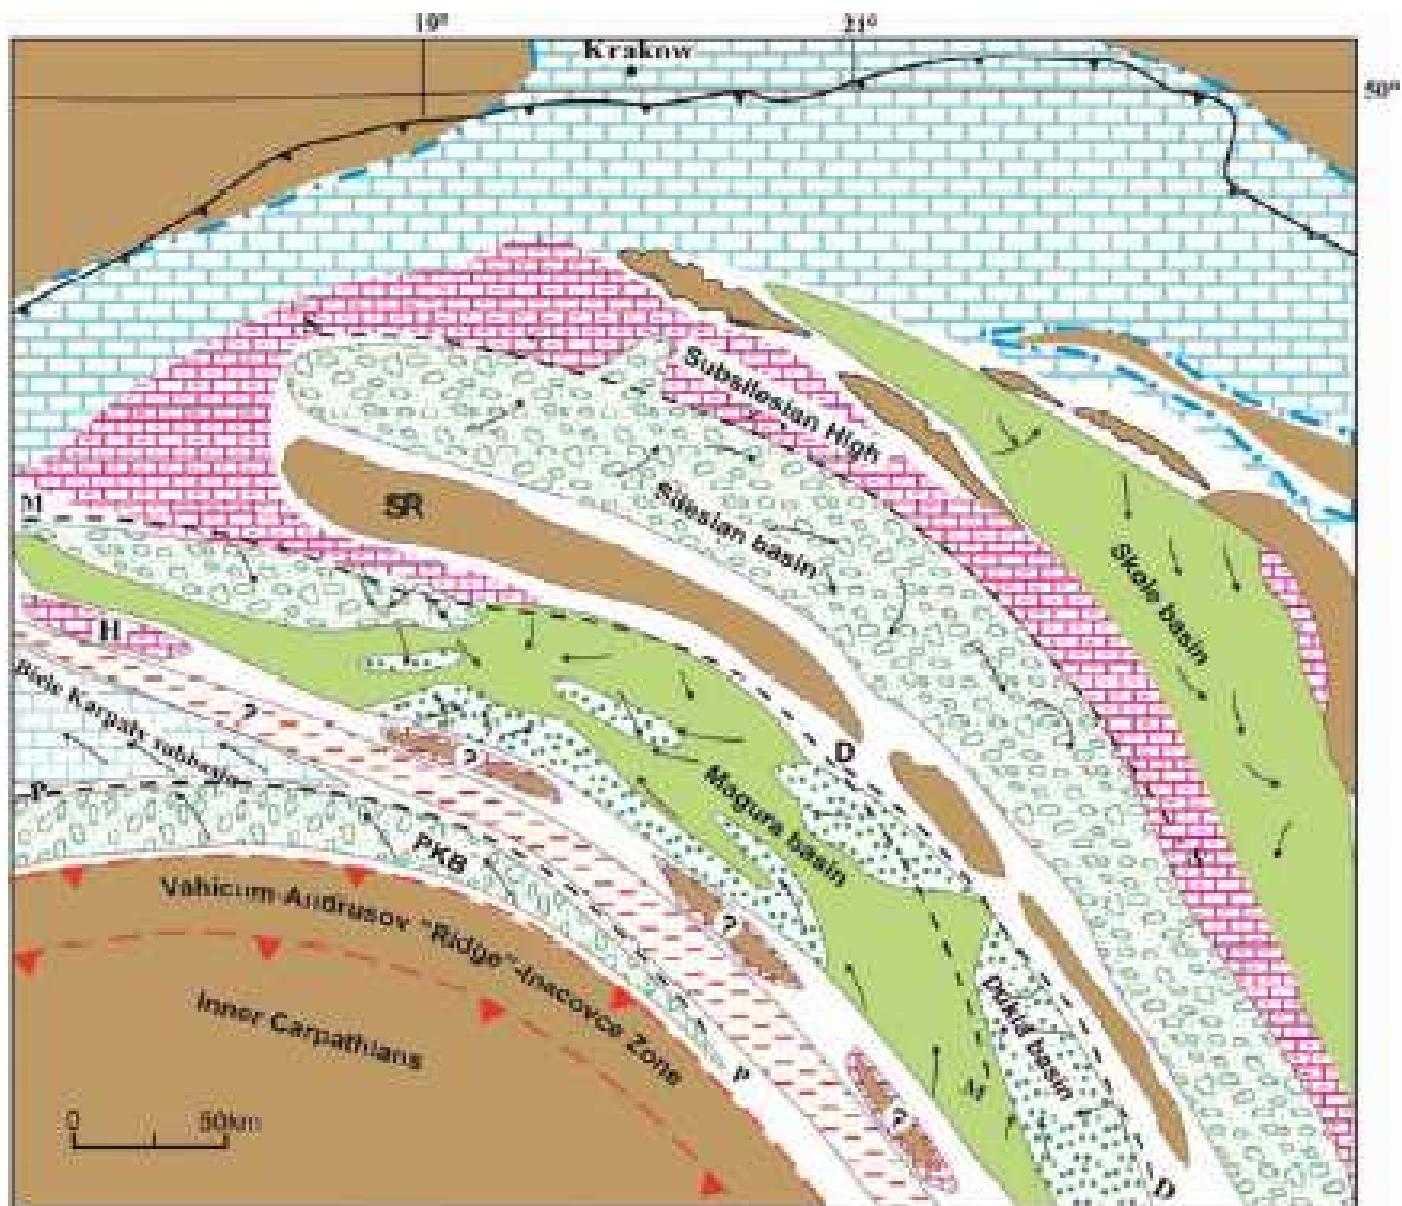 19°
21°
Krakow
50°
S
Subsilesian High
SR
Silesian basin
M
Skole basin
H
?
Biele Karpaty subbasin
?
D
P
Magura basin
PKB
Vahicum-Andrusov "Ridge"-Inacovce Zone
?
Inner Carpathians
Dukla basin
P
M
?
0
50km
D